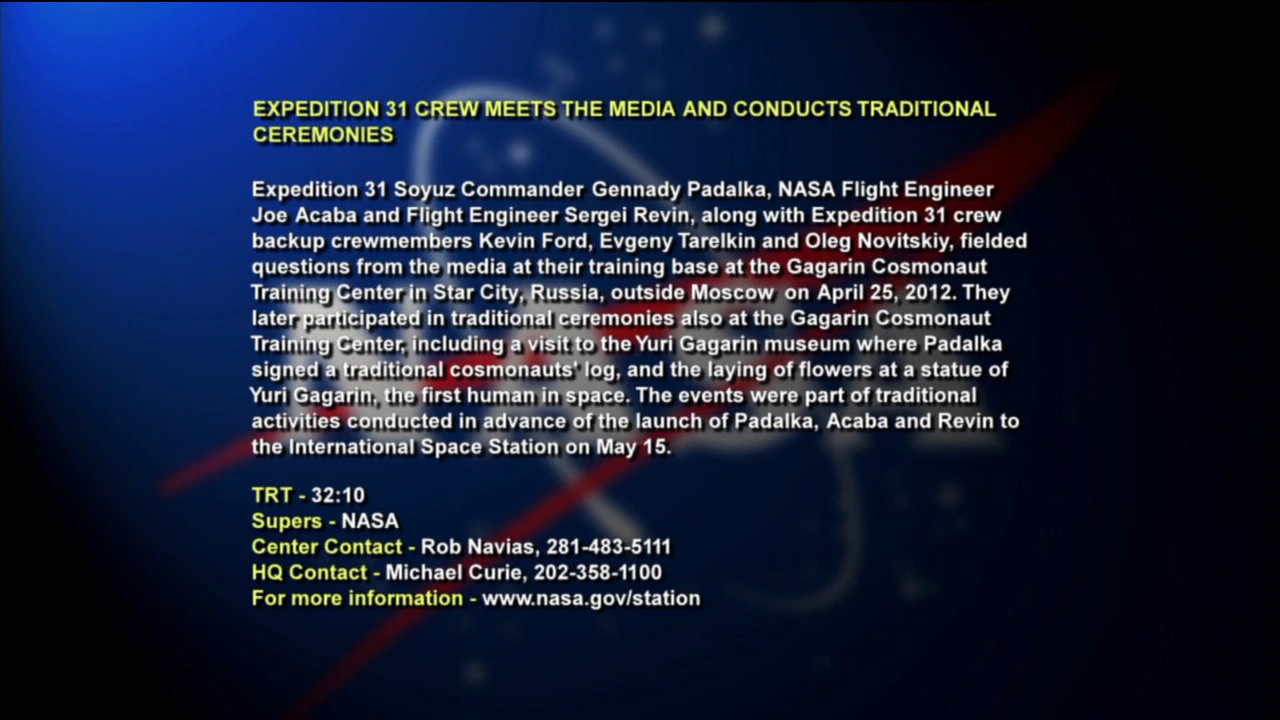 EXPEDITION 31 CREW MEETS THE MEDIA AND CONDUCTS TRADITIONAL
CEREMONIES
Expedition 31 Soyuz Commander Gennady Padalka, NASA Flight Engineer
Joe Acaba and Flight Engineer Sergei Revin, along with Expedition 31 crew
backup crewmembers Kevin Ford, Evgeny Tarelkin and Oleg Novitskiy, fielded
questions from the media at their training base at the Gagarin Cosmonaut
Training Center in Star City, Russia, outside Moscow on April 25, 2012. They
later participated in traditional ceremonies also at the Gagarin Cosmonaut
Training Center, including a visit to the Yuri Gagarin museum where Padalka
signed a traditional cosmonauts' log, and the laying of flowers at a statue of
Yuri Gagarin, the first human in space. The events were part of traditional
activities conducted in advance of the launch of Padalka, Acaba and Revin to
the International Space Station on May 15.
TRT - 32:10
Supers - NASA
Center Contact - Rob Navias, 281-483-5111
HQ Contact - Michael Curie, 202-358-1100
For more information - www.nasa.gov/station